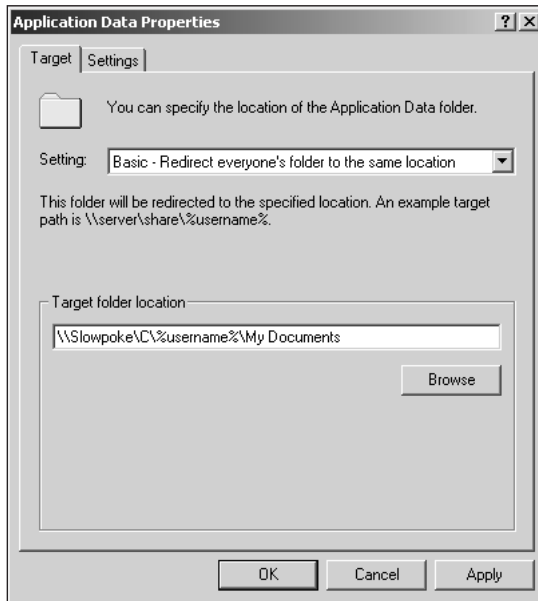 Application Data Properties
Target
Settings
You can specify the location of the Application Data folder.
Setting:
Basic - Redirect everyone's folder to the same location
This folder will be redirected to the specified location. An example target
path is \\server\share\%username%.
Target folder location
\\Slowpoke\C\%username%\My Documents
Browse
OK
Cancel
Apply